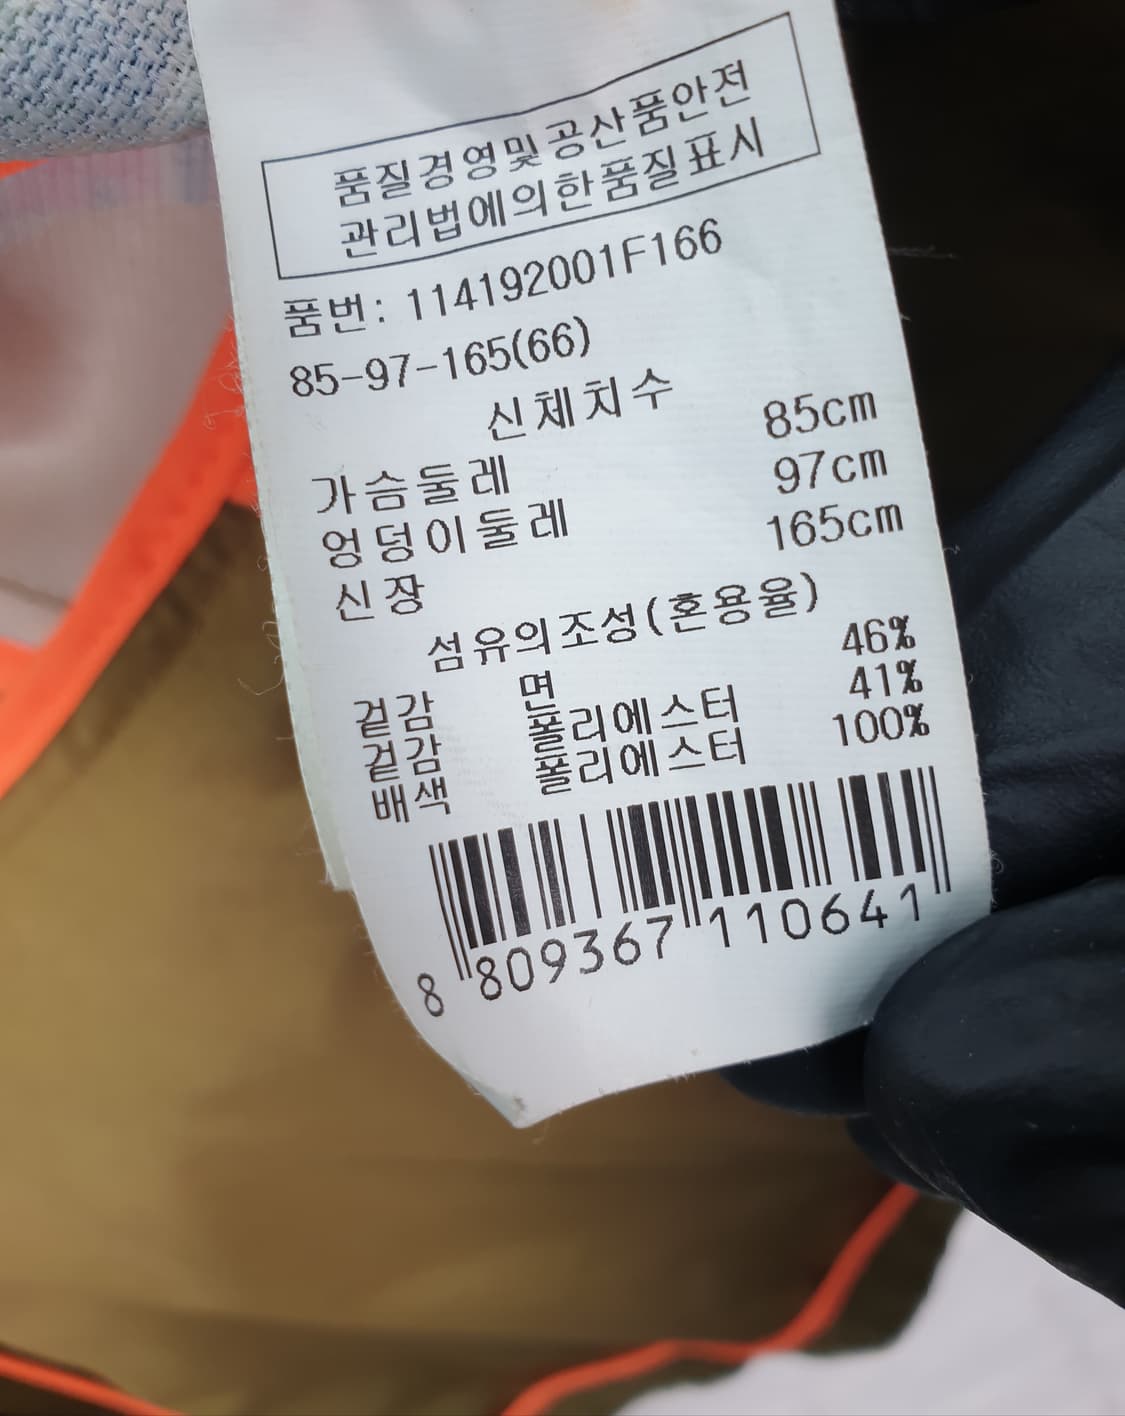 품질경영및공산품안전
관리법에의한품질표시
품번: 114192001F166
85-97-165(66)
신체치수
가슴둘레 85cm
엉덩이둘레 97cm
신장 165cm
섬유의조성(혼용율)
겉감 면 46%
겉감 폴리에스터 41%
배색 폴리에스터 100%
8 809367 110641